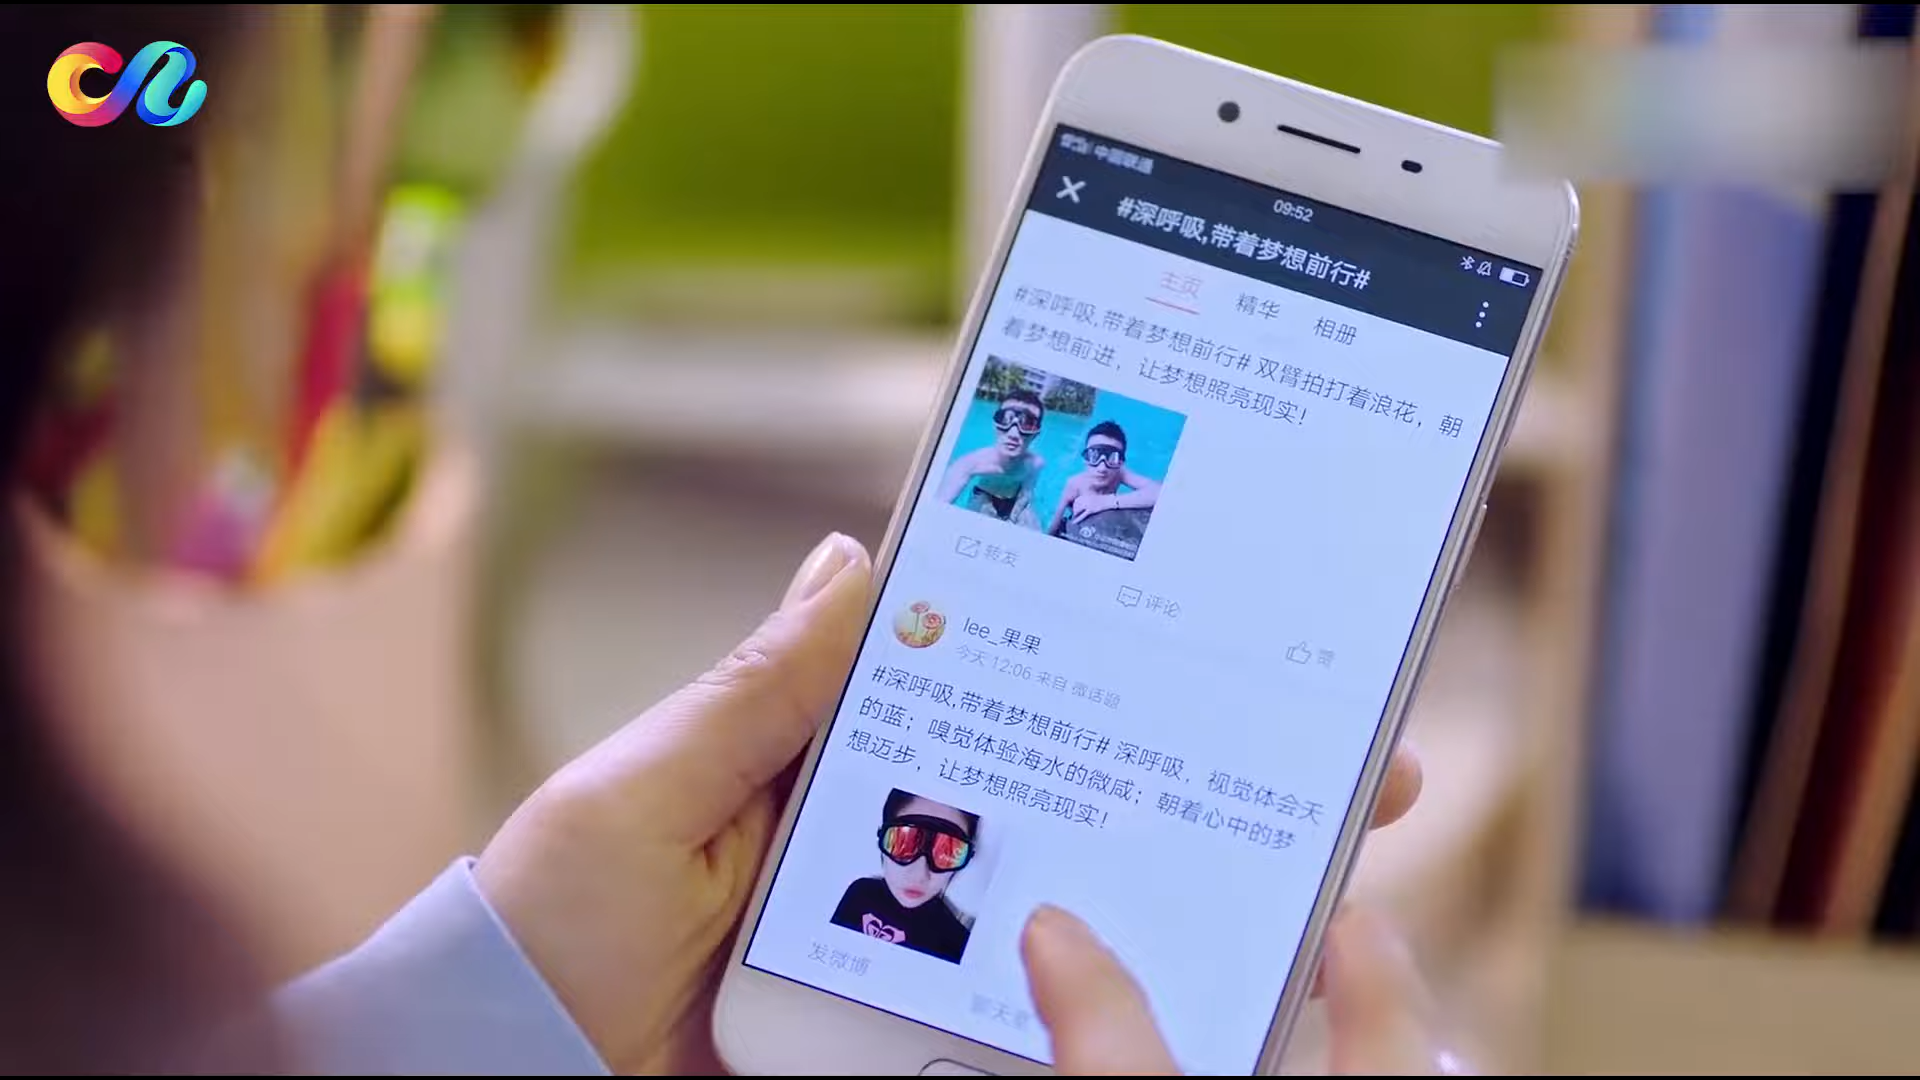 中国联通
09:52
#深呼吸,带着梦想前行#
主页 精华 相册
#深呼吸,带着梦想前行# 双臂拍打着浪花，朝
着梦想前进，让梦想照亮现实！
转发
评论
赞
lee_果果
今天 12:06 来自 微话题
#深呼吸,带着梦想前行# 深呼吸，视觉体会天
的蓝；嗅觉体验海水的微咸；朝着心中的梦
想迈步，让梦想照亮现实！
发微博